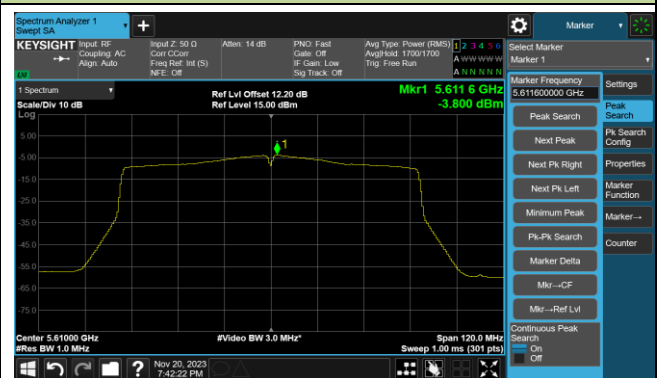 Spectrum Analyzer 1
Swept SA
+
Marker
KEYSIGHT
Input: RF
Coupling: AC
Align: Auto
Input Z: 50 Ω
Corr CCorr
Freq Ref: Int (S)
NFE: Off
Atten: 14 dB
PNO: Fast
Gate: Off
IF Gain: Low
Sig Track: Off
Avg Type: Power (RMS)
Avg|Hold: 1700/1700
Trig: Free Run
1 2 3 4 5 6
A W W W W W
A N N N N N
LXI
Select Marker
Marker 1
1 Spectrum
Scale/Div 10 dB
Log
Ref Lvl Offset 12.20 dB
Ref Level 15.00 dBm
Mkr1 5.611 6 GHz
-3.800 dBm
1
5.00
-5.00
-15.0
-25.0
-35.0
-45.0
-55.0
-65.0
-75.0
Center 5.61000 GHz
#Res BW 1.0 MHz
#Video BW 3.0 MHz*
Span 120.0 MHz
Sweep 1.00 ms (301 pts)
Marker Frequency
5.611600000 GHz
Peak Search
Next Peak
Next Pk Right
Next Pk Left
Minimum Peak
Pk-Pk Search
Marker Delta
Mkr→CF
Mkr→Ref Lvl
Continuous Peak
Search
On
Off
Settings
Peak
Search
Pk Search
Config
Properties
Marker
Function
Marker→
Counter
?
Nov 20, 2023
7:42:22 PM